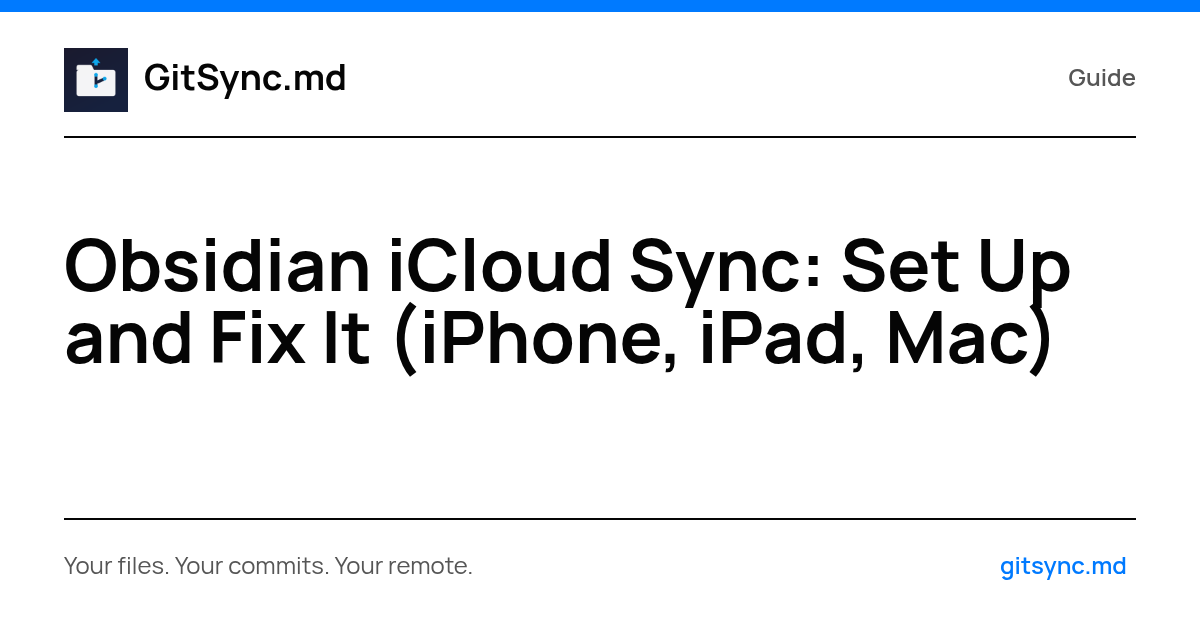 GitSync.md
Guide
Obsidian iCloud Sync: Set Up
and Fix It (iPhone, iPad, Mac)
Your files. Your commits. Your remote.
gitsync.md